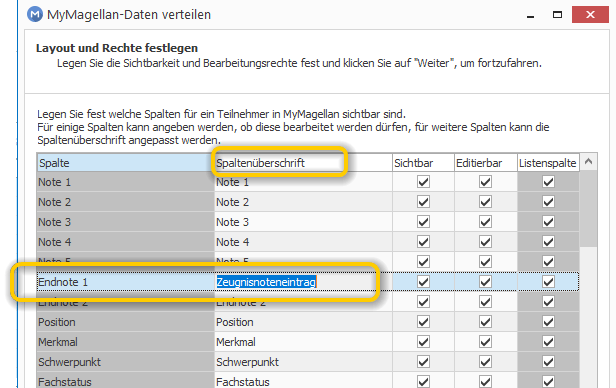 MyMagellan-Daten verteilen
Layout und Rechte festlegen
Legen Sie die Sichtbarkeit und Bearbeitungsrechte fest und klicken Sie auf "Weiter", um fortzufahren.
Legen Sie fest welche Spalten für ein Teilnehmer in MyMagellan sichtbar sind.
Für einige Spalten kann angeben werden, ob diese bearbeitet werden dürfen, für weitere Spalten kann die
Spaltenüberschrift angepasst werden.
Spalte Spaltenüberschrift Sichtbar Editierbar Listenspalte
Note 1 Note 1
Note 2 Note 2
Note 3 Note 3
Note 4 Note 4
Note 5 Note 5
Endnote 1 Zeugnisnoteneintrag
Endnote 2 Endnote 2
Position Position
Merkmal Merkmal
Schwerpunkt Schwerpunkt
Fachstatus Fachstatus